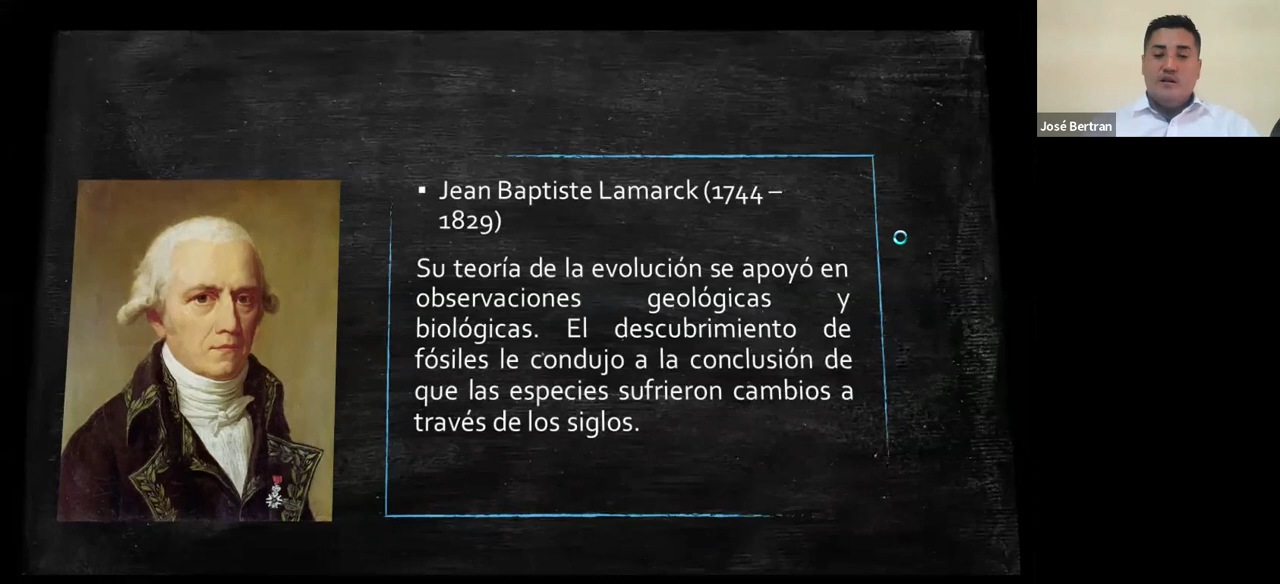 ▪ Jean Baptiste Lamarck (1744 –
1829)
Su teoría de la evolución se apoyó en
observaciones geológicas y
biológicas. El descubrimiento de
fósiles le condujo a la conclusión de
que las especies sufrieron cambios a
través de los siglos.
José Bertran